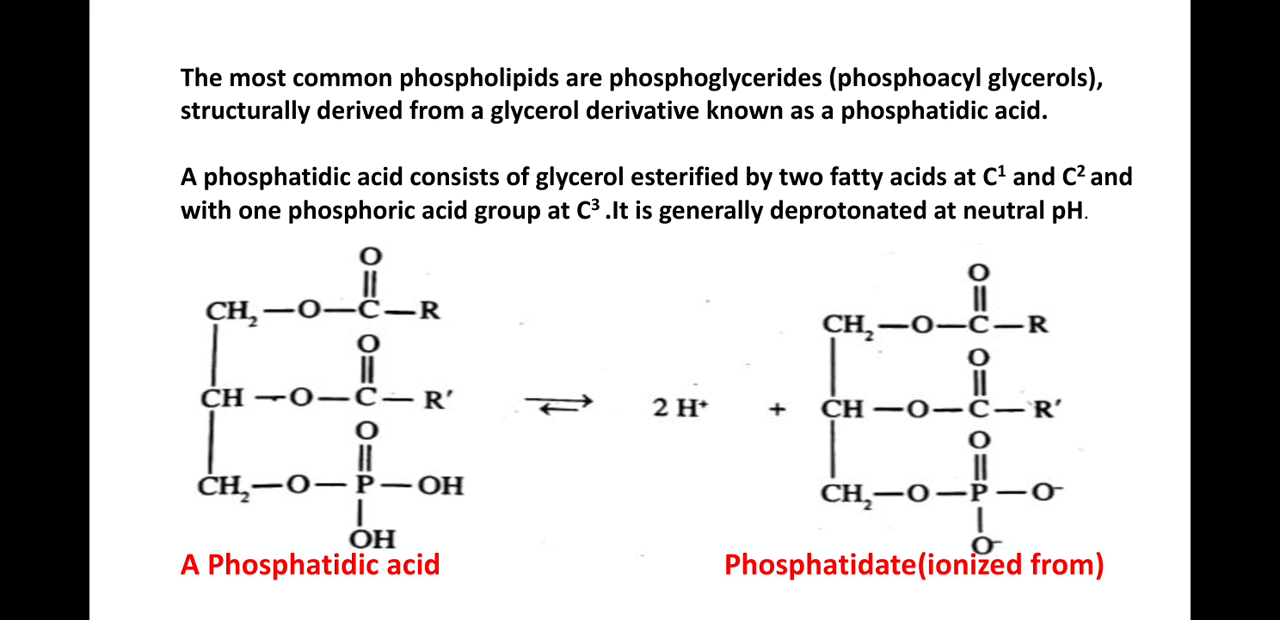 The most common phospholipids are phosphoglycerides (phosphoacyl glycerols),
structurally derived from a glycerol derivative known as a phosphatidic acid.
A phosphatidic acid consists of glycerol esterified by two fatty acids at C¹ and C² and
with one phosphoric acid group at C³ .It is generally deprotonated at neutral pH.
O
||
CH₂—O—C—R
O
||
CH—O—C—R′
O
||
CH₂—O—P—OH
|
OH
⇌ 2 H⁺ +
O
||
CH₂—O—C—R
O
||
CH—O—C—R′
O
||
CH₂—O—P—O⁻
|
O⁻
A Phosphatidic acid
Phosphatidate(ionized from)